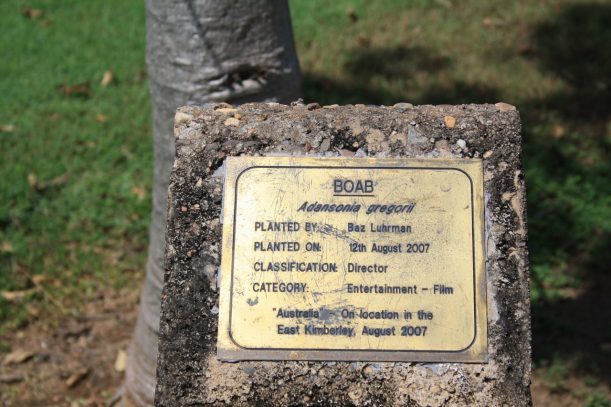 BOAB
Adansonia gregorii
PLANTED BY: Baz Luhrman
PLANTED ON: 12th August 2007
CLASSIFICATION: Director
CATEGORY: Entertainment - Film
"Australia" - On location in the
East Kimberley, August 2007